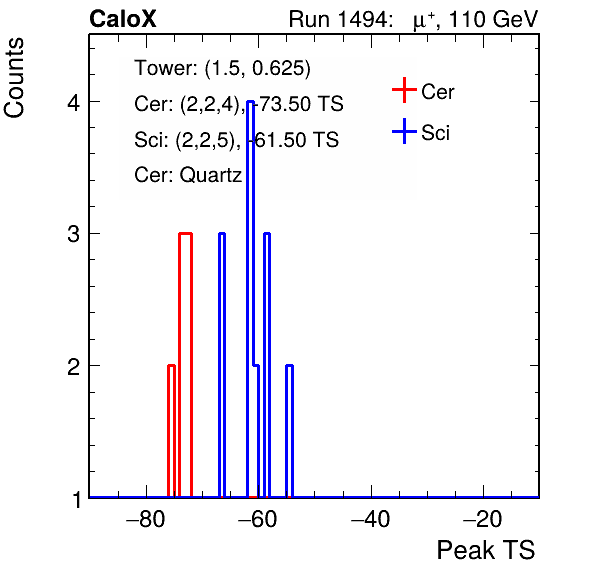 CaloX Run 1494: μ⁺, 110 GeV
Counts
Tower: (1.5, 0.625)
Cer: (2,2,4), -73.50 TS
Sci: (2,2,5), -61.50 TS
Cer: Quartz
Cer
Sci
4
3
2
1
−80 −60 −40 −20
Peak TS